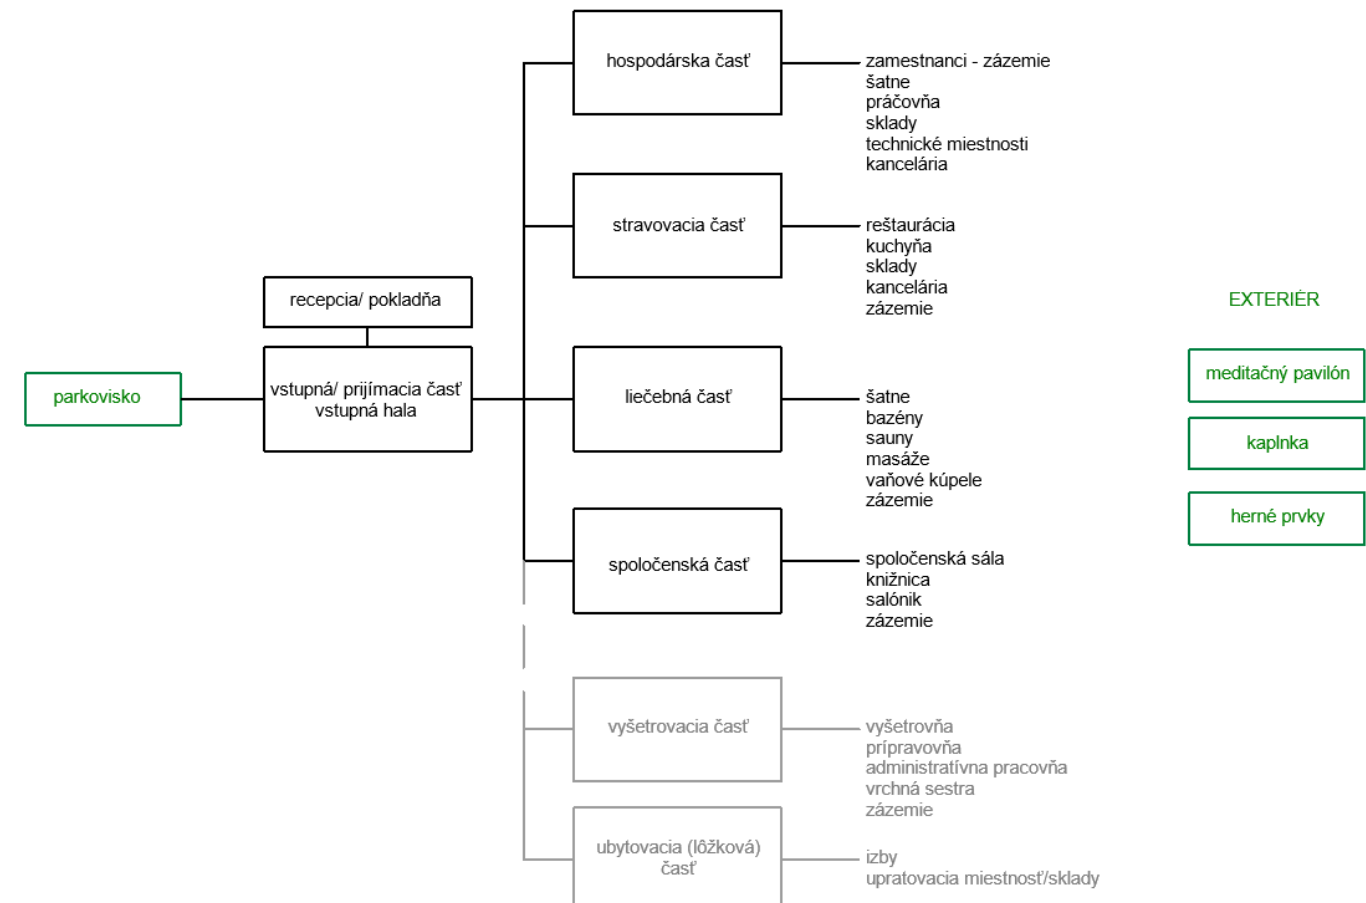 hospodárska časť
zamestnanci - zázemie
šatne
práčovňa
sklady
technické miestnosti
kancelária
stravovacia časť
reštaurácia
kuchyňa
sklady
kancelária
zázemie
recepcia/ pokladňa
parkovisko
vstupná/ prijímacia časť
vstupná hala
liečebná časť
šatne
bazény
sauny
masáže
vaňové kúpele
zázemie
spoločenská časť
spoločenská sála
knižnica
salónik
zázemie
vyšetrovacia časť
vyšetrovňa
prípravovňa
administratívna pracovňa
vrchná sestra
zázemie
ubytovacia (lôžková)
časť
izby
upratovacia miestnosť/sklady
EXTERIÉR
meditačný pavilón
kaplnka
herné prvky